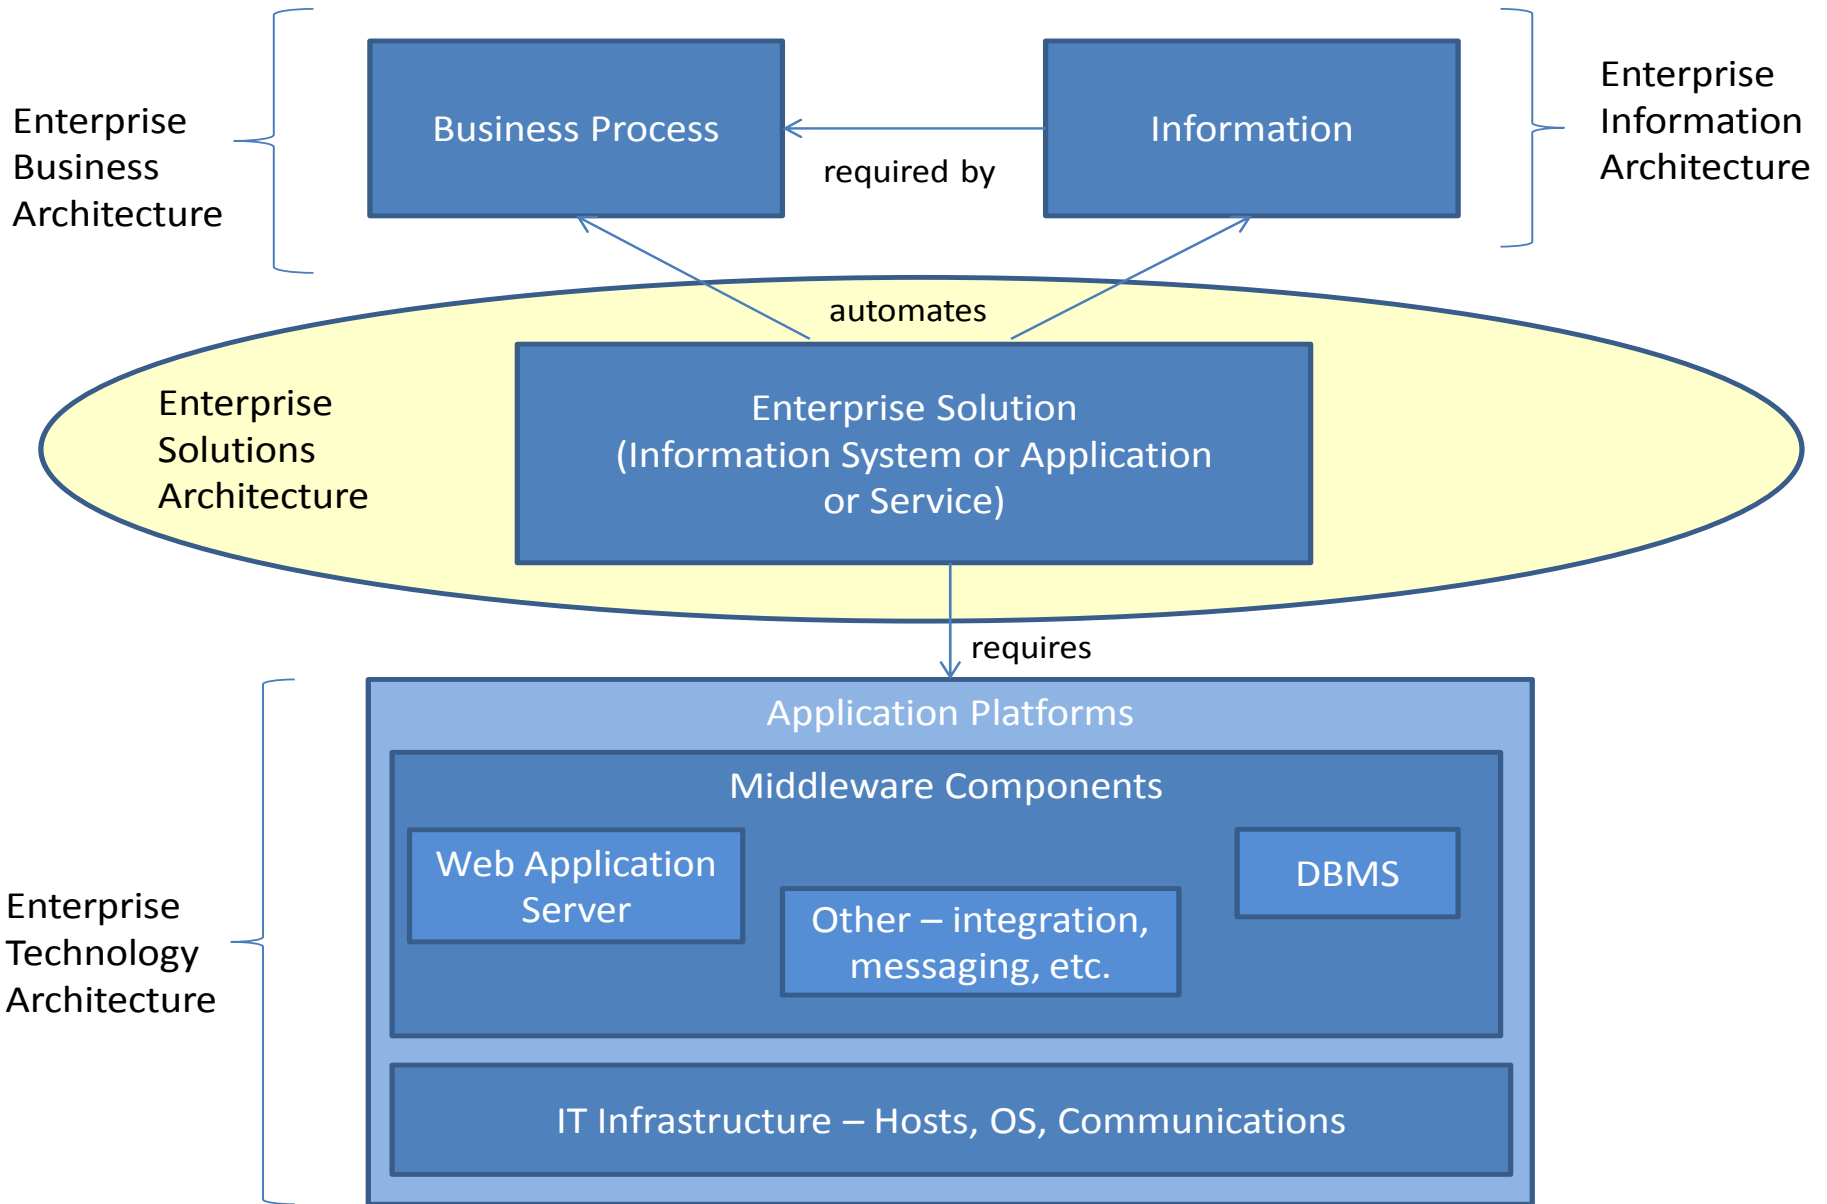 Enterprise
Business
Architecture
Business Process
required by
Information
Enterprise
Information
Architecture
automates
Enterprise
Solutions
Architecture
Enterprise Solution
(Information System or Application
or Service)
requires
Application Platforms
Middleware Components
Web Application
Server
Other – integration,
messaging, etc.
DBMS
Enterprise
Technology
Architecture
IT Infrastructure – Hosts, OS, Communications